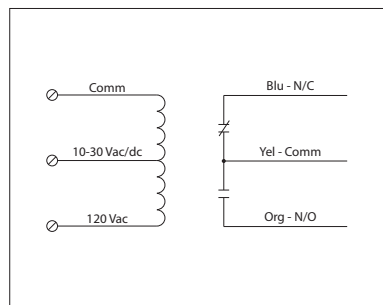 Comm
Blu - N/C
10-30 Vac/dc
Yel - Comm
120 Vac
Org - N/O